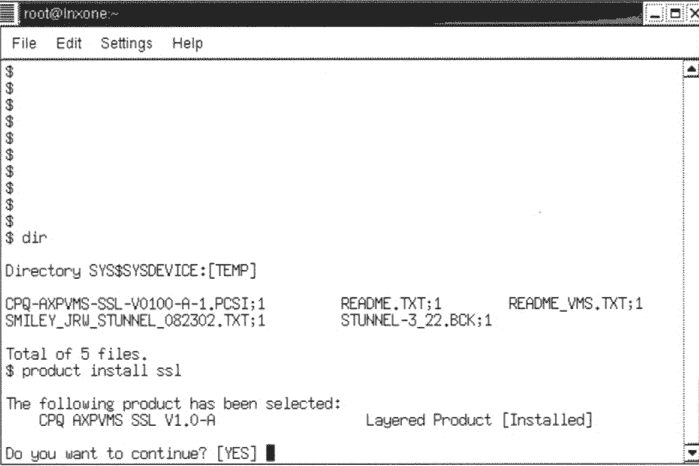 root@lnxone:~
File Edit Settings Help
$
$
$
$
$
$
$
$
$
$
$ dir
Directory SYS$SYSDEVICE:[TEMP]
CPQ-AXPVMS-SSL-V0100-A-1.PCSI;1 README.TXT;1 README_VMS.TXT;1
SMILEY_JRW_STUNNEL_082302.TXT;1 STUNNEL-3_22.BCK;1
Total of 5 files.
$ product install ssl
The following product has been selected:
CPQ AXPVMS SSL V1.0-A Layered Product [Installed]
Do you want to continue? [YES]